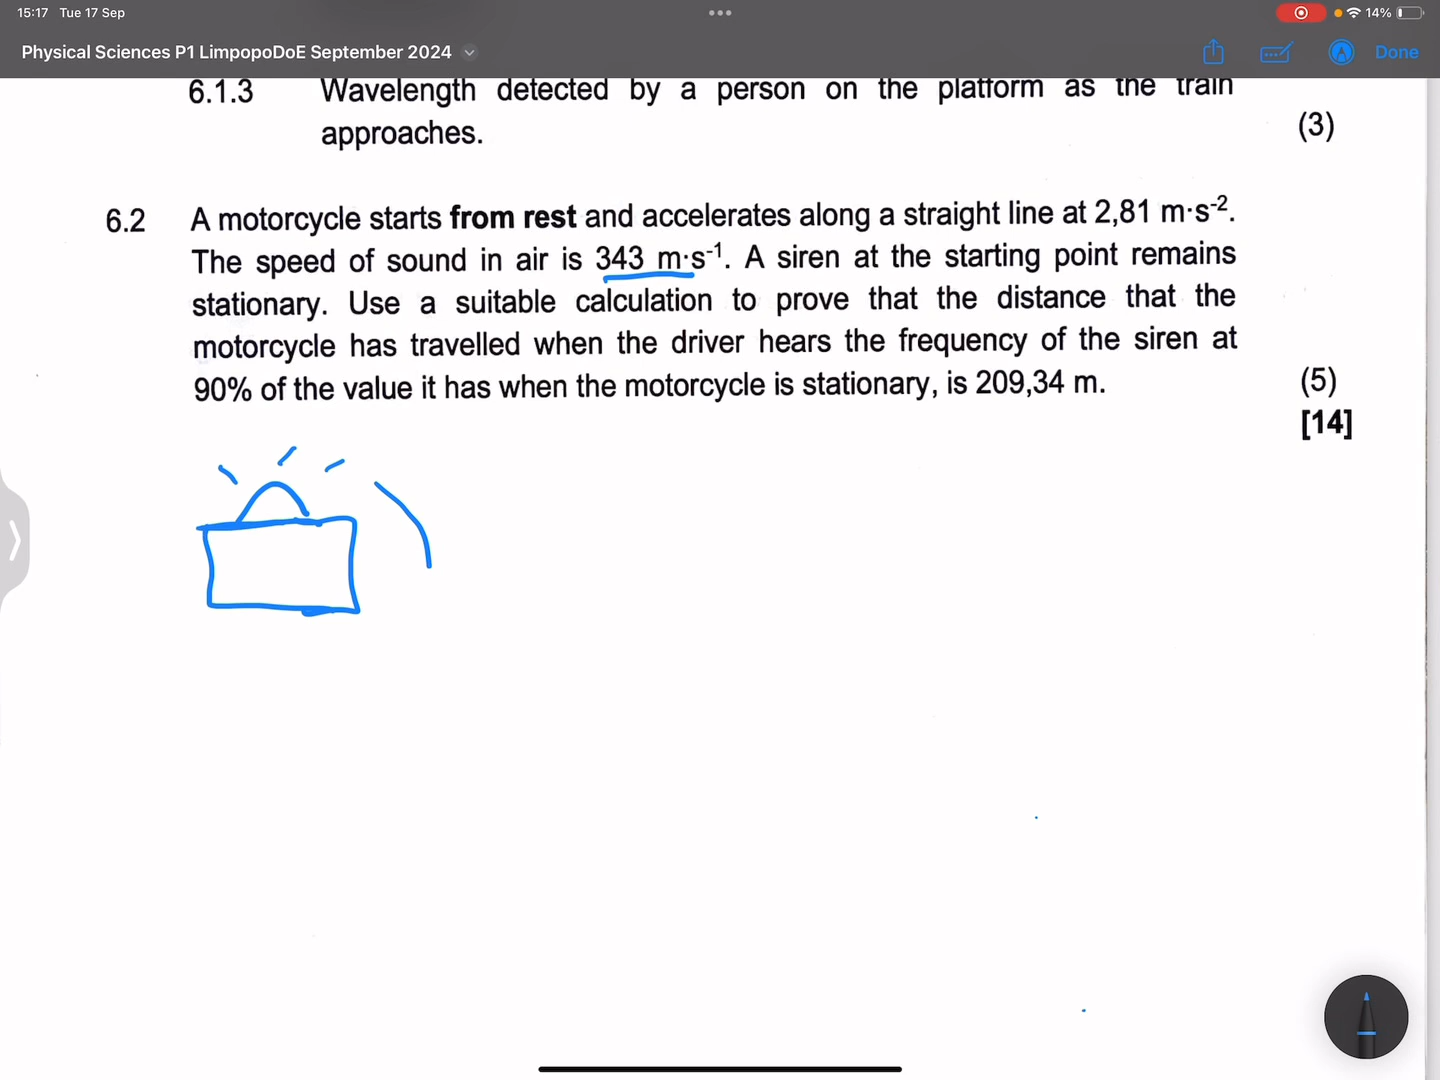 15:17 Tue 17 Sep
14%
Physical Sciences P1 LimpopoDoE September 2024
Done
6.1.3 Wavelength detected by a person on the platform as the train
approaches.
(3)
6.2 A motorcycle starts from rest and accelerates along a straight line at 2,81 m·s⁻².
The speed of sound in air is 343 m·s⁻¹. A siren at the starting point remains
stationary. Use a suitable calculation to prove that the distance that the
motorcycle has travelled when the driver hears the frequency of the siren at
90% of the value it has when the motorcycle is stationary, is 209,34 m.
(5)
[14]